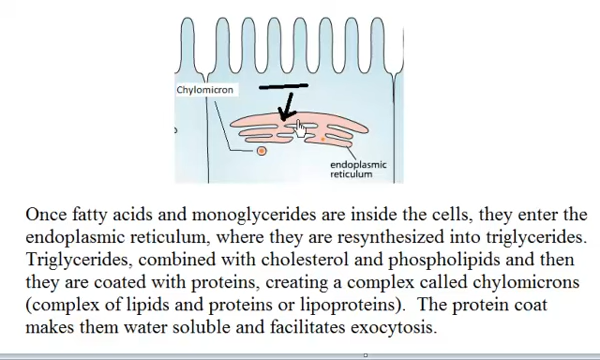 Chylomicron
endoplasmic
reticulum
Once fatty acids and monoglycerides are inside the cells, they enter the
endoplasmic reticulum, where they are resynthesized into triglycerides.
Triglycerides, combined with cholesterol and phospholipids and then
they are coated with proteins, creating a complex called chylomicrons
(complex of lipids and proteins or lipoproteins).  The protein coat
makes them water soluble and facilitates exocytosis.